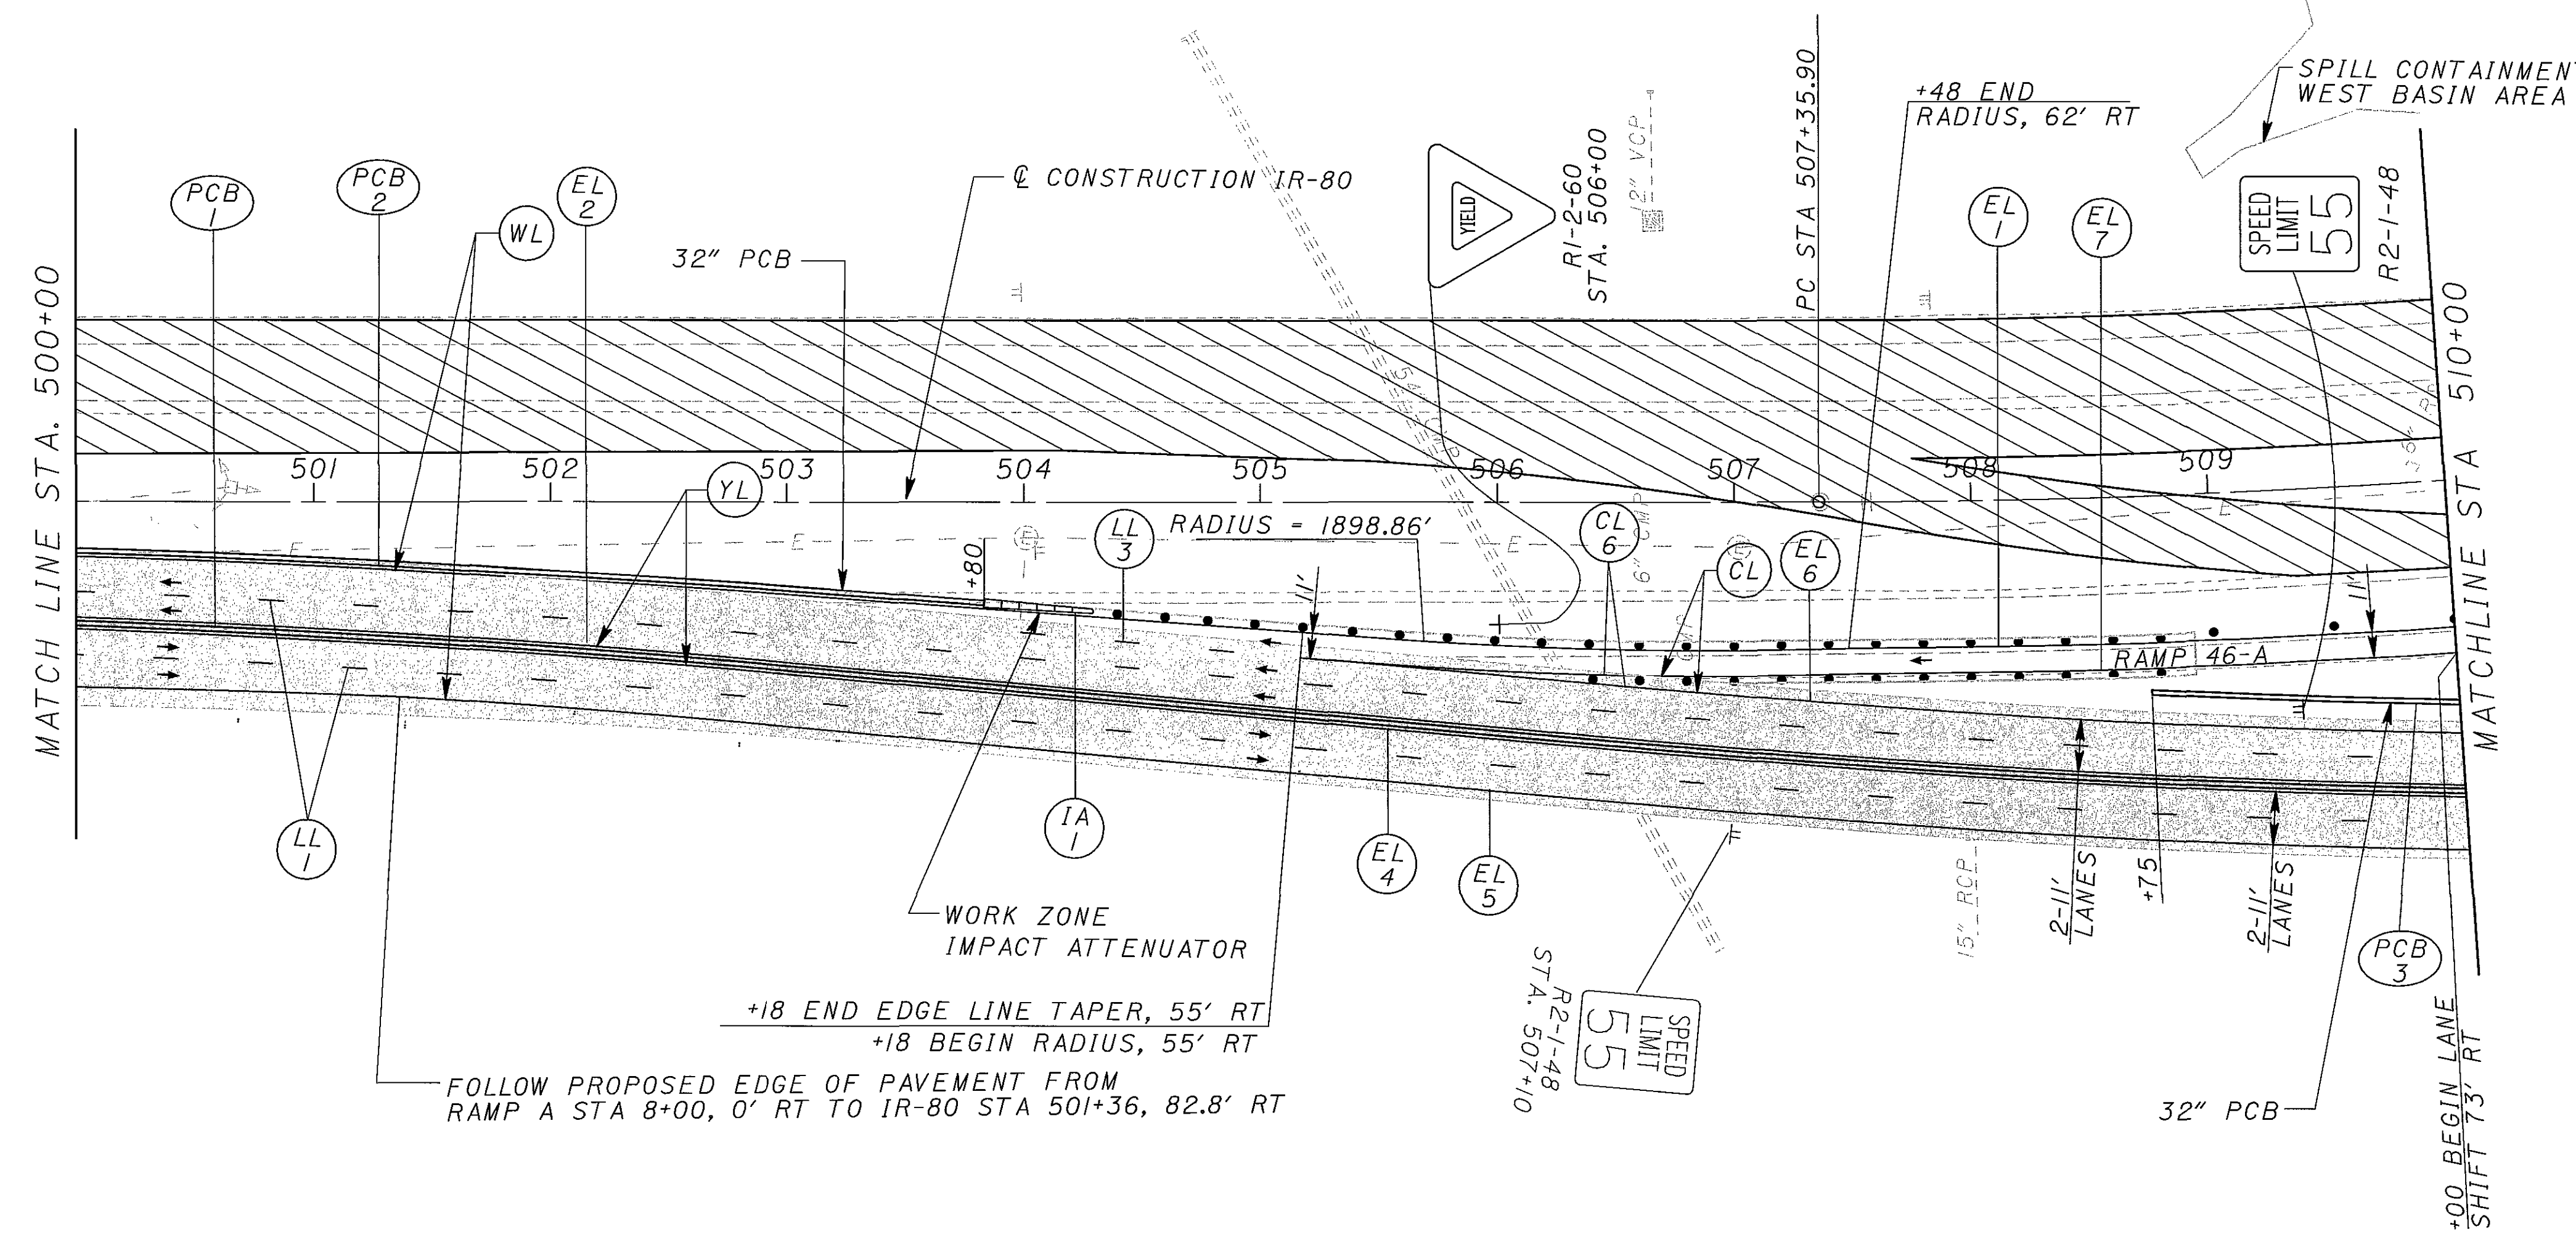 SPILL CONTAINMENT
WEST BASIN AREA
+48 END
RADIUS, 62' RT
PC STA 507+35.90
12" VCP
R1-2-60
STA. 506+00
YIELD
℄ CONSTRUCTION IR-80
PCB
1
PCB
2
EL
2
WL
32" PCB
EL
1
EL
7
SPEED
LIMIT
55
R2-1-48
MATCH LINE STA. 500+00
MATCHLINE STA 510+00
501
502
503
504
505
506
507
508
509
YL
+80
LL
3
RADIUS = 1898.86'
E
E
E
E
E
E
CL
6
CL
EL
6
11'
11'
RAMP 46-A
LL
1
IA
1
EL
4
EL
5
WORK ZONE
IMPACT ATTENUATOR
15" RCP
2-11'
LANES
+75
2-11'
LANES
PCB
3
+18 END EDGE LINE TAPER, 55' RT
+18 BEGIN RADIUS, 55' RT
R2-1-48
STA. 507+10
SPEED
LIMIT
55
FOLLOW PROPOSED EDGE OF PAVEMENT FROM
RAMP A STA 8+00, 0' RT TO IR-80 STA 501+36, 82.8' RT
32" PCB
+00 BEGIN LANE
SHIFT 73' RT